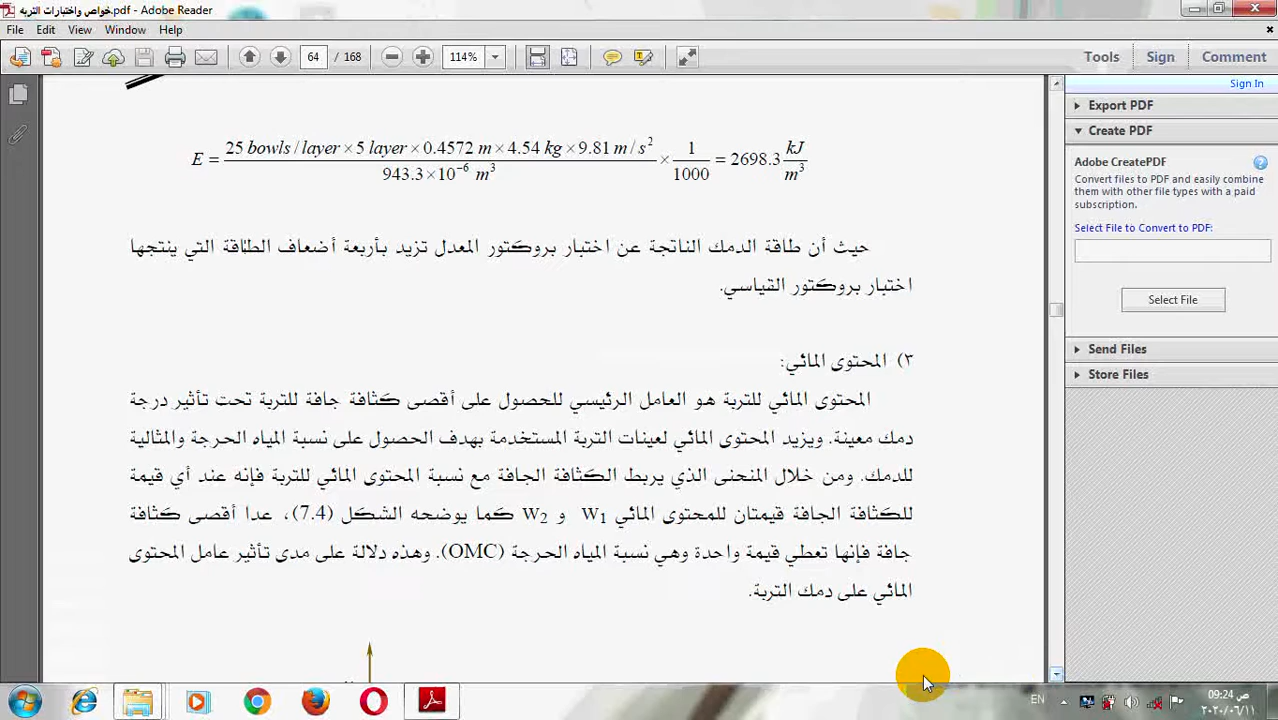 خواص واختبارات التربه.pdf - Adobe Reader
File Edit View Window Help
64 / 168 114% Tools Sign Comment
Sign In
Export PDF
Create PDF
Adobe CreatePDF
Convert files to PDF and easily combine
them with other file types with a paid
subscription.
Select File to Convert to PDF:
Select File
Send Files
Store Files
E = 25 bowls / layer × 5 layer × 0.4572 m × 4.54 kg × 9.81 m / s² / 943.3 × 10⁻⁶ m³ × 1 / 1000 = 2698.3 kJ / m³
حيث أن طاقة الدمك الناتجة عن اختبار بروكتور المعدل تزيد بأربعة أضعاف الطاقة التي ينتجها
اختبار بروكتور القياسي.
٣) المحتوى المائي:
المحتوى المائي للتربة هو العامل الرئيسي للحصول على أقصى كثافة جافة للتربة تحت تأثير درجة
دمك معينة. ويزيد المحتوى المائي لعينات التربة المستخدمة بهدف الحصول على نسبة المياه الحرجة والمثالية
للدمك. ومن خلال المنحنى الذي يربط الكثافة الجافة مع نسبة المحتوى المائي للتربة فإنه عند أي قيمة
للكثافة الجافة قيمتان للمحتوى المائي W₁ و W₂ كما يوضحه الشكل (7.4)، عدا أقصى كثافة
جافة فإنها تعطي قيمة واحدة وهي نسبة المياه الحرجة (OMC). وهذه دلالة على مدى تأثير عامل المحتوى
المائي على دمك التربة.
EN
09:24 ص
٢٠٢٠/٠٦/١١